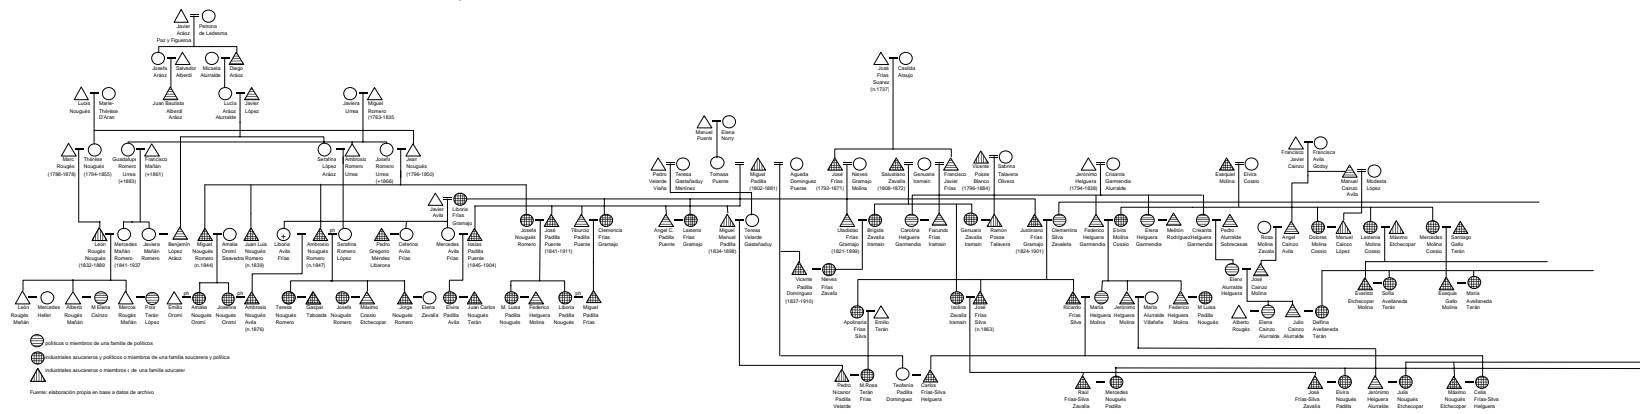 Javier
Aráoz
Paz y Figueroa
Petrona
de Ledesma
Josefa
Aráoz
Salvador
Alberdi
Micaela
Alurralde
Diego
Aráoz
José
Frías
Suarez
(n.1737)
Casilda
Araujo
Lucis
Nougués
Marie-
Thérèse
D'Aran
Juan Bautista
Alberdi
Aráoz
Lucía
Aráoz
Alurralde
Javier
López
Javiera
Urrea
Miguel
Romero
(1763-1835
Manuel
Puente
Elena
Norry
Marc
Rougés
(1788-1878)
Thérèse
Nougués
(1794-1855)
Guadalupe
Romero
Urrea
(+1883)
Francisco
Mañán
(+1861)
Serafina
López
Aráoz
Ambrosio
Romero
Urrea
Josefa
Romero
Urrea
(+1866)
Jean
Nougués
(1796-1850)
Pedro
Velarde
Viaña
Teresa
Gastañaduy
Martínez
Tomasa
Puente
Miguel
Padilla
(1802-1881)
Agueda
Domínguez
Puente
José
Frías
(1792-1871)
Nieves
Gramajo
Molina
Salustiano
Zavalía
(1808-1872)
Genuaria
Iramain
Francisco
Javier
Frías
Vicente
Posse
Blanco
(1796-1884)
Sabrina
Talavera
Olivera
Jerónimo
Helguera
(1794-1838)
Crisanta
Garmendia
Alurralde
Exequiel
Molina
Elvira
Cossio
Francisco
Javier
Cainzo
Francisca
Avila
Godoy
Manuel
Cainzo
Avila
Modesta
López
León
Rougés
(1832-1889
Mercedes
Mañán
Romero
(1841-1937
Javiera
Mañán
Romero
Benjamín
López
Miguel
Nougués
Romero
(n.1844)
Amalia
Oromí
Saavedra
Juan Luis
Nougués
Romero
(n.1839)
Libona
Avila
Frías
ph
Ambrosio
Nougués
Romero
(n.1847)
Serafina
Romero
López
Pedro
Gregorio
Méndez
Libarona
Ceferina
Avila
Frías
Javier
Avila
Liboria
Frías
Gramajo
Mercedes
Avila
Frías
Isaías
Padilla
Puente
(1845-1904)
Josefa
Nougués
Romero
José
Padilla
Puente
(1841-1911)
Tiburcio
Padilla
Puente
Clemencia
Frías
Gramajo
Angel C.
Padilla
Puente
Lastenia
Frías
Gramajo
Miguel
Manuel
Padilla
(1834-1898)
Teresa
Velarde
Gastañaduy
Uladislao
Frías
Gramajo
(1821-1899)
Brígida
Zavalía
Iramain
Carolina
Helguera
Garmendia
Facundo
Frías
Iramain
Genuaria
Zavalía
Iramain
Ramón
Posse
Talavera
Justiniano
Frías
Gramajo
(1824-1901)
Clementina
Silva
Zavaleta
Federico
Helguera
Garmendia
Elvira
Molina
Cossio
Elena
Helguera
Garmendia
Melitón
Rodríguez
Crisanta
Helguera
Garmendia
Pedro
Alurralde
Sobrecasas
Rosa
Molina
Zavalía
Avila
Cainzo
Dolores
Molina
Cossio
Manuel
Cainzo
López
Lastenia
Molina
Cossio
Máximo
Etchecopar
Mercedes
Molina
Cossio
Santiago
Gallo
Terán
Vicente
Padilla
Domínguez
(1837-1910)
Nieves
Frías
Zavalía
Elena
Alurralde
Helguera
José
Cainzo
Molina
Evaristo
Etchecopar
Molina
Sofía
Avellaneda
Terán
Exequiel
Gallo
Molina
María
Avellaneda
Terán
León
Rougés
Mañán
Mercedes
Heller
Alberto
Rougés
Mañán
M Elena
Cainzo
Marcos
Rougés
Mañán
Pola
Terán
López
Emilio
Oromí
ph
Amalia
Nougués
Oromí
Josefina
Nougués
Oromí
ph
Ambrosio
Nougués
Avila
(n.1876)
Teresa
Nougués
Romero
Gaspar
Taboada
Josefa
Nougués
Romero
Máximo
Cossio
Etchecopar
Jorge
Nougués
Romero
Elena
Zavalía
Elvira
Padilla
Avila
Juan Carlos
Nougués
Terán
M. Luisa
Padilla
Nougués
Federico
Helguera
Molina
Liboria
Padilla
Nougués
ph
Miguel
Padilla
Frías
Apolinaria
Frías
Silva
Emilio
Terán
Isolina
Zavalía
Iramain
José
Frías
Silva
(n.1863)
Ricardo
Frías
Silva
María
Helguera
Molina
Jerónimo
Helguera
Molina
María
Alurralde
Villafañe
Federico
Helguera
Molina
M Luisa
Padilla
Nougués
Alberto
Rougés
Elena
Cainzo
Alurralde
Julio
Cainzo
Alurralde
Delfina
Avellaneda
Terán
Pedro
Nicanor
Padilla
Velarde
M.Rosa
Terán
Frías
Teofanía
Padilla
Domínguez
Carlos
Frías-Silva
Helguera
Raúl
Frías-Silva
Zavalía
Mercedes
Nougués
Padilla
José
Frías-Silva
Zavalía
Elvira
Nougués
Padilla
Jerónimo
Helguera
Alurralde
Julia
Nougués
Etchecopar
Máximo
Nougués
Etchecopar
Celia
Frías-Silva
Helguera
políticos o miembros de una familia de políticos
industriales azucareros y políticos o miembros de una familia azucarera y política
industriales azucareros o miembros de una familia azucarer
Fuente: elaboración propia en base a datos de archivo